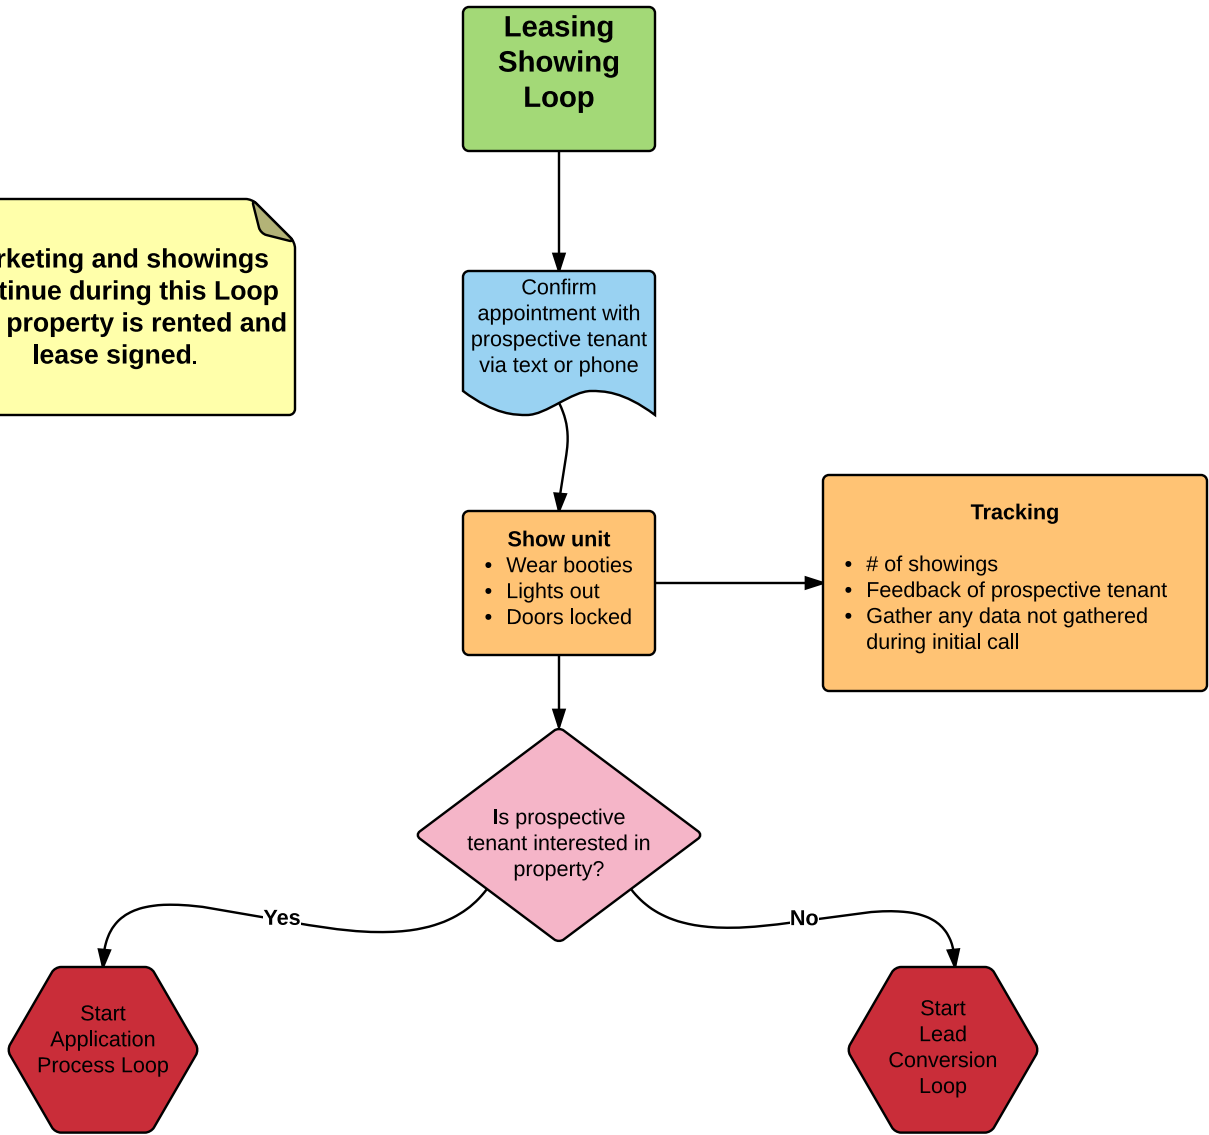 Leasing
Showing
Loop
and showings
during this Loop
property is rented and
lease signed.
Confirm
appointment with
prospective tenant
via text or phone
Show unit
• Wear booties
• Lights out
• Doors locked
Tracking
• # of showings
• Feedback of prospective tenant
• Gather any data not gathered
during initial call
Is prospective
tenant interested in
property?
Yes
No
Start
Application
Process Loop
Start
Lead
Conversion
Loop